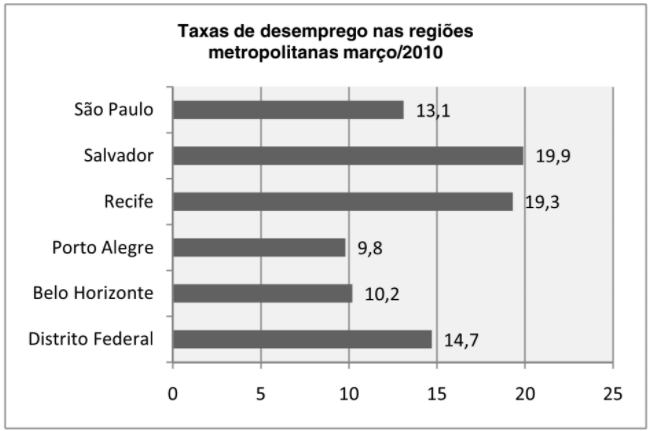 Taxas de desemprego nas regiões
metropolitanas março/2010
São Paulo 13,1
Salvador 19,9
Recife 19,3
Porto Alegre 9,8
Belo Horizonte 10,2
Distrito Federal 14,7
0 5 10 15 20 25